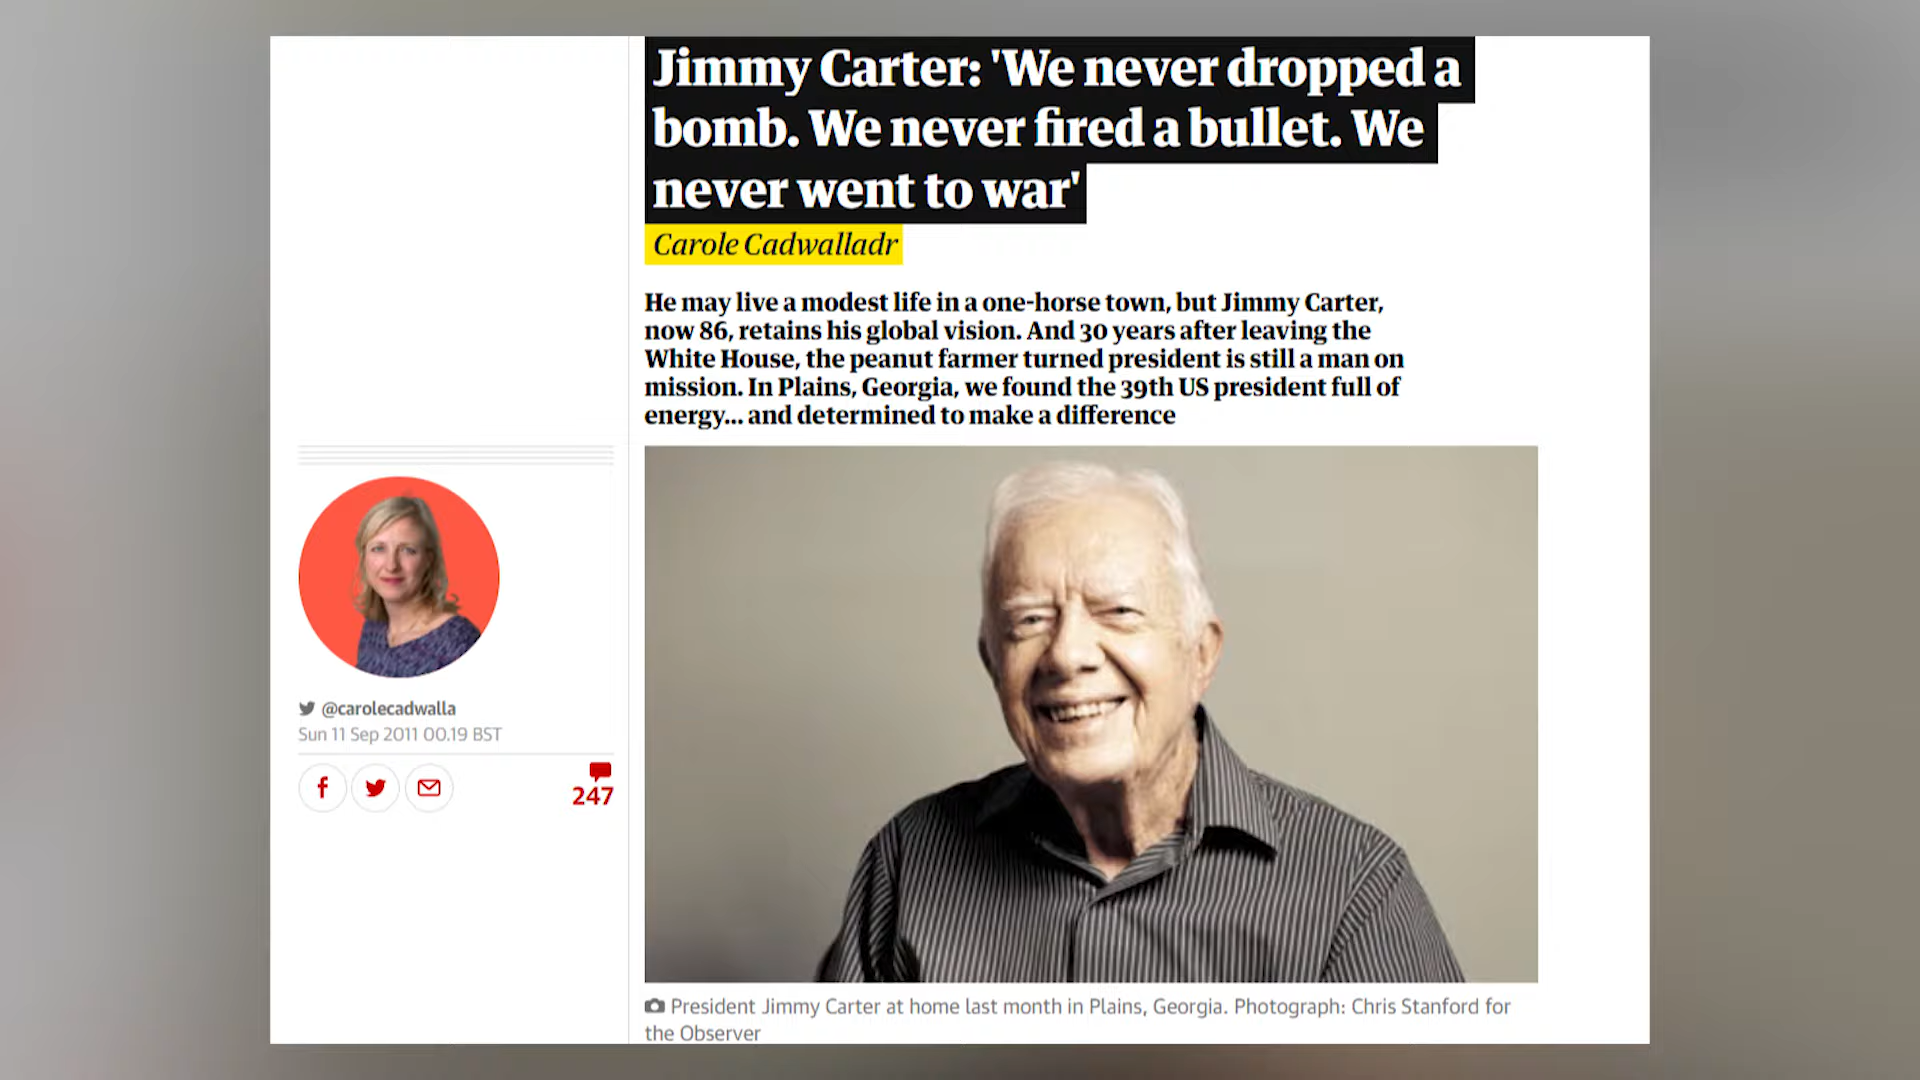 Jimmy Carter: 'We never dropped a
bomb. We never fired a bullet. We
never went to war'
Carole Cadwalladr
He may live a modest life in a one-horse town, but Jimmy Carter,
now 86, retains his global vision. And 30 years after leaving the
White House, the peanut farmer turned president is still a man on
mission. In Plains, Georgia, we found the 39th US president full of
energy... and determined to make a difference
@carolecadwalla
Sun 11 Sep 2011 00.19 BST
247
President Jimmy Carter at home last month in Plains, Georgia. Photograph: Chris Stanford for
the Observer